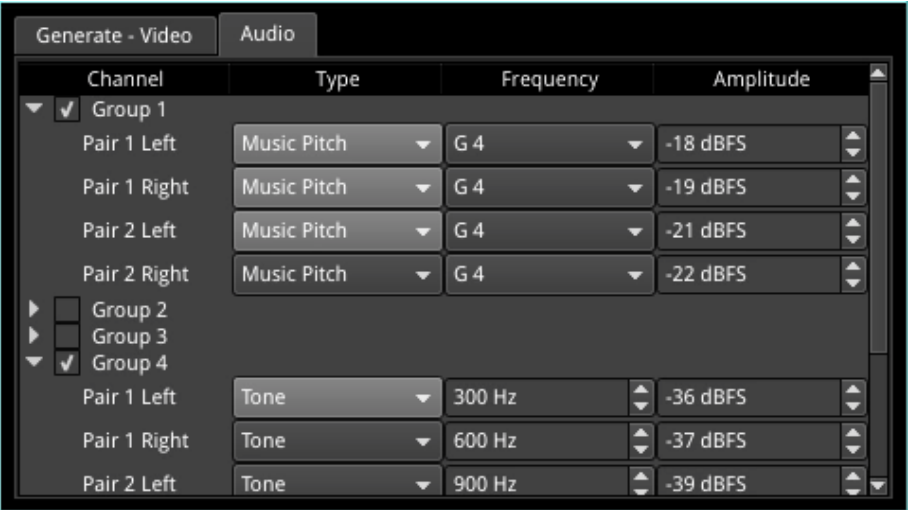 Generate - Video Audio
Channel Type Frequency Amplitude
Group 1
Pair 1 Left Music Pitch G 4 -18 dBFS
Pair 1 Right Music Pitch G 4 -19 dBFS
Pair 2 Left Music Pitch G 4 -21 dBFS
Pair 2 Right Music Pitch G 4 -22 dBFS
Group 2
Group 3
Group 4
Pair 1 Left Tone 300 Hz -36 dBFS
Pair 1 Right Tone 600 Hz -37 dBFS
Pair 2 Left Tone 900 Hz -39 dBFS